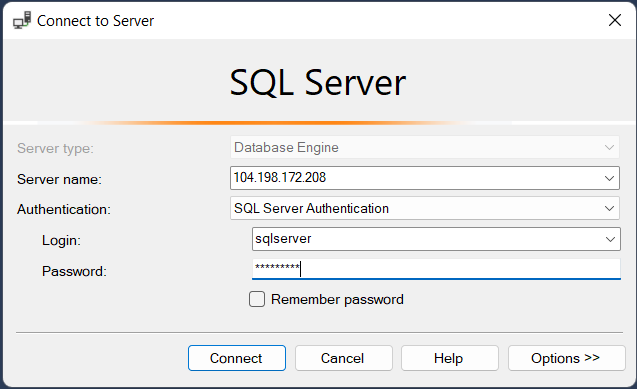 Connect to Server
SQL Server
Server type: Database Engine
Server name: 104.198.172.208
Authentication: SQL Server Authentication
Login: sqlserver
Password: *********
Remember password
Connect Cancel Help Options >>